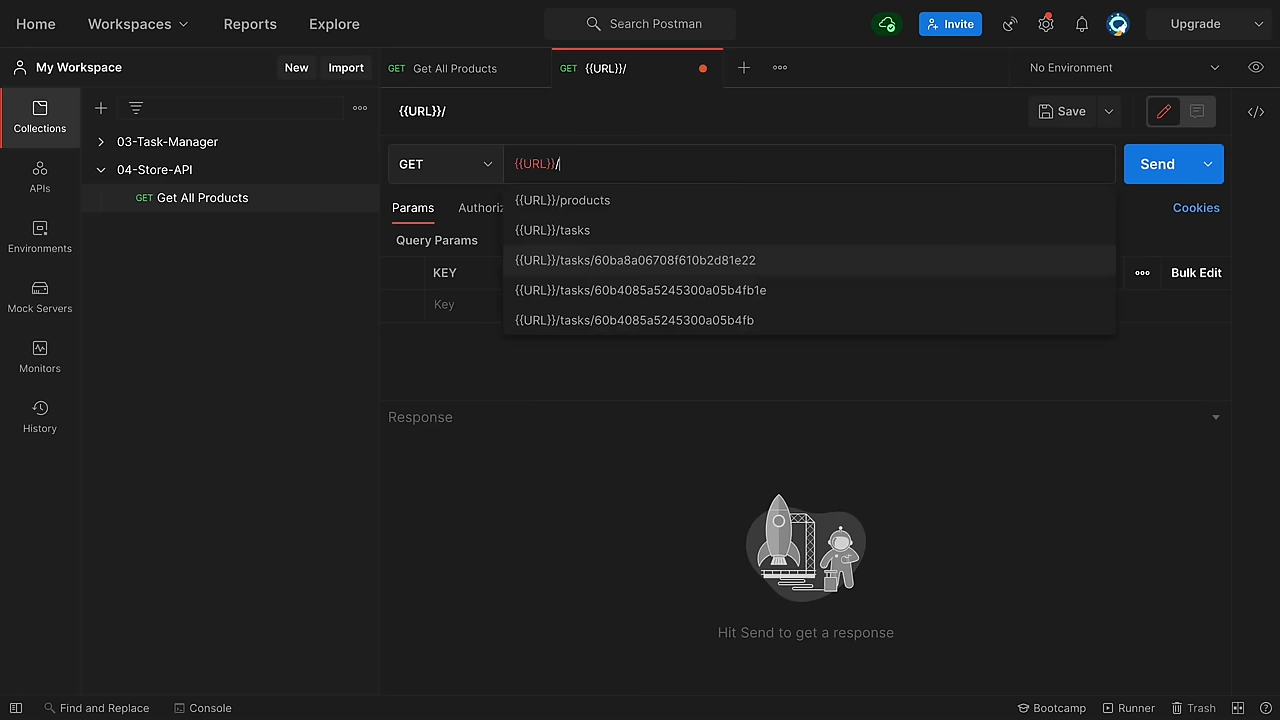 Home Workspaces Reports Explore Search Postman Invite Upgrade
My Workspace New Import GET Get All Products GET {{URL}}/ No Environment
{{URL}}/ Save
Collections
03-Task-Manager
04-Store-API
GET Get All Products
APIs
Environments
Mock Servers
Monitors
History
GET {{URL}}/ Send
{{URL}}/products
{{URL}}/tasks
{{URL}}/tasks/60ba8a06708f610b2d81e22
{{URL}}/tasks/60b4085a5245300a05b4fb1e
{{URL}}/tasks/60b4085a5245300a05b4fb
Params Authoriz Cookies
Query Params
KEY Bulk Edit
Key
Response
Hit Send to get a response
Find and Replace Console Bootcamp Runner Trash